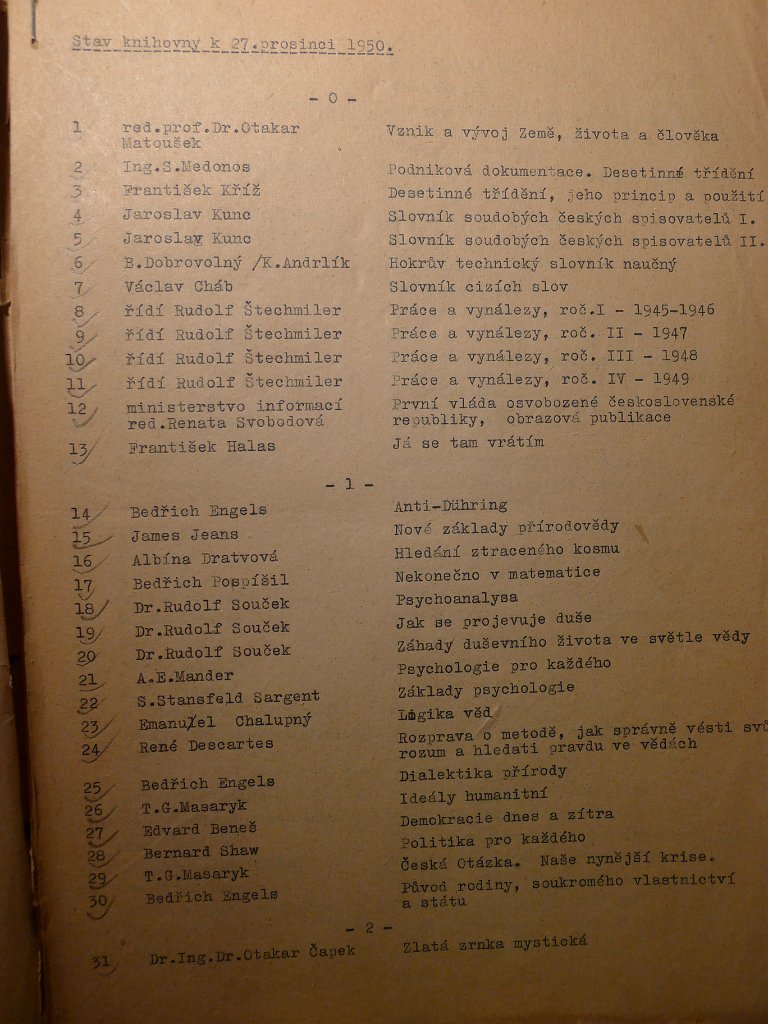 Stav knihovny k 27.prosinci 1950.
- 0 -
1 red.prof.Dr.Otakar Matoušek Vznik a vývoj Země, života a člověka
2 Ing.S.Medonos Podniková dokumentace. Desetinné třídění
3 František Kříž Desetinné třídění, jeho princip a použití
4 Jaroslav Kunc Slovník soudobých českých spisovatelů I.
5 Jaroslav Kunc Slovník soudobých českých spisovatelů II.
6 B.Dobrovolný /K.Andrlík Hokrův technický slovník naučný
7 Václav Cháb Slovník cizích slov
8 řídí Rudolf Štechmiler Práce a vynálezy, roč.I - 1945-1946
9 řídí Rudolf Štechmiler Práce a vynálezy, roč. II - 1947
10 řídí Rudolf Štechmiler Práce a vynálezy, roč. III - 1948
11 řídí Rudolf Štechmiler Práce a vynálezy, roč. IV - 1949
12 ministerstvo informací První vláda osvobozené československé
red.Renata Svobodová republiky, obrazová publikace
13 František Halas Já se tam vrátím
- 1 -
14 Bedřich Engels Anti-Dühring
15 James Jeans Nové základy přírodovědy
16 Albína Dratvová Hledání ztraceného kosmu
17 Bedřich Pospíšil Nekonečno v matematice
18 Dr.Rudolf Souček Psychoanalysa
19 Dr.Rudolf Souček Jak se projevuje duše
20 Dr.Rudolf Souček Záhady duševního života ve světle vědy
21 A.E.Mander Psychologie pro každého
22 S.Stansfeld Sargent Základy psychologie
23 Emanuel Chalupný Logika věd
24 René Descartes Rozprava o metodě, jak správně vésti svů
rozum a hledati pravdu ve vědách
25 Bedřich Engels Dialektika přírody
26 T.G.Masaryk Ideály humanitní
27 Edvard Beneš Demokracie dnes a zítra
28 Bernard Shaw Politika pro každého
29 T.G.Masaryk Česká Otázka. Naše nynější krise.
30 Bedřich Engels Původ rodiny, soukromého vlastnictví
a státu
- 2 -
31 Dr.Ing.Dr.Otakar Čapek Zlatá zrnka mystická